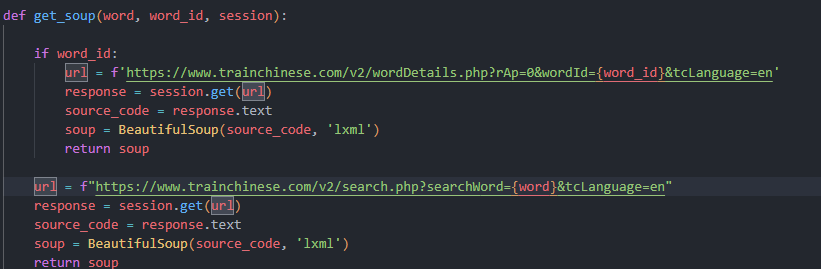 def get_soup(word, word_id, session):
if word_id:
url = f'https://www.trainchinese.com/v2/wordDetails.php?rAp=0&wordId={word_id}&tcLanguage=en'
response = session.get(url)
source_code = response.text
soup = BeautifulSoup(source_code, 'lxml')
return soup
url = f"https://www.trainchinese.com/v2/search.php?searchWord={word}&tcLanguage=en"
response = session.get(url)
source_code = response.text
soup = BeautifulSoup(source_code, 'lxml')
return soup